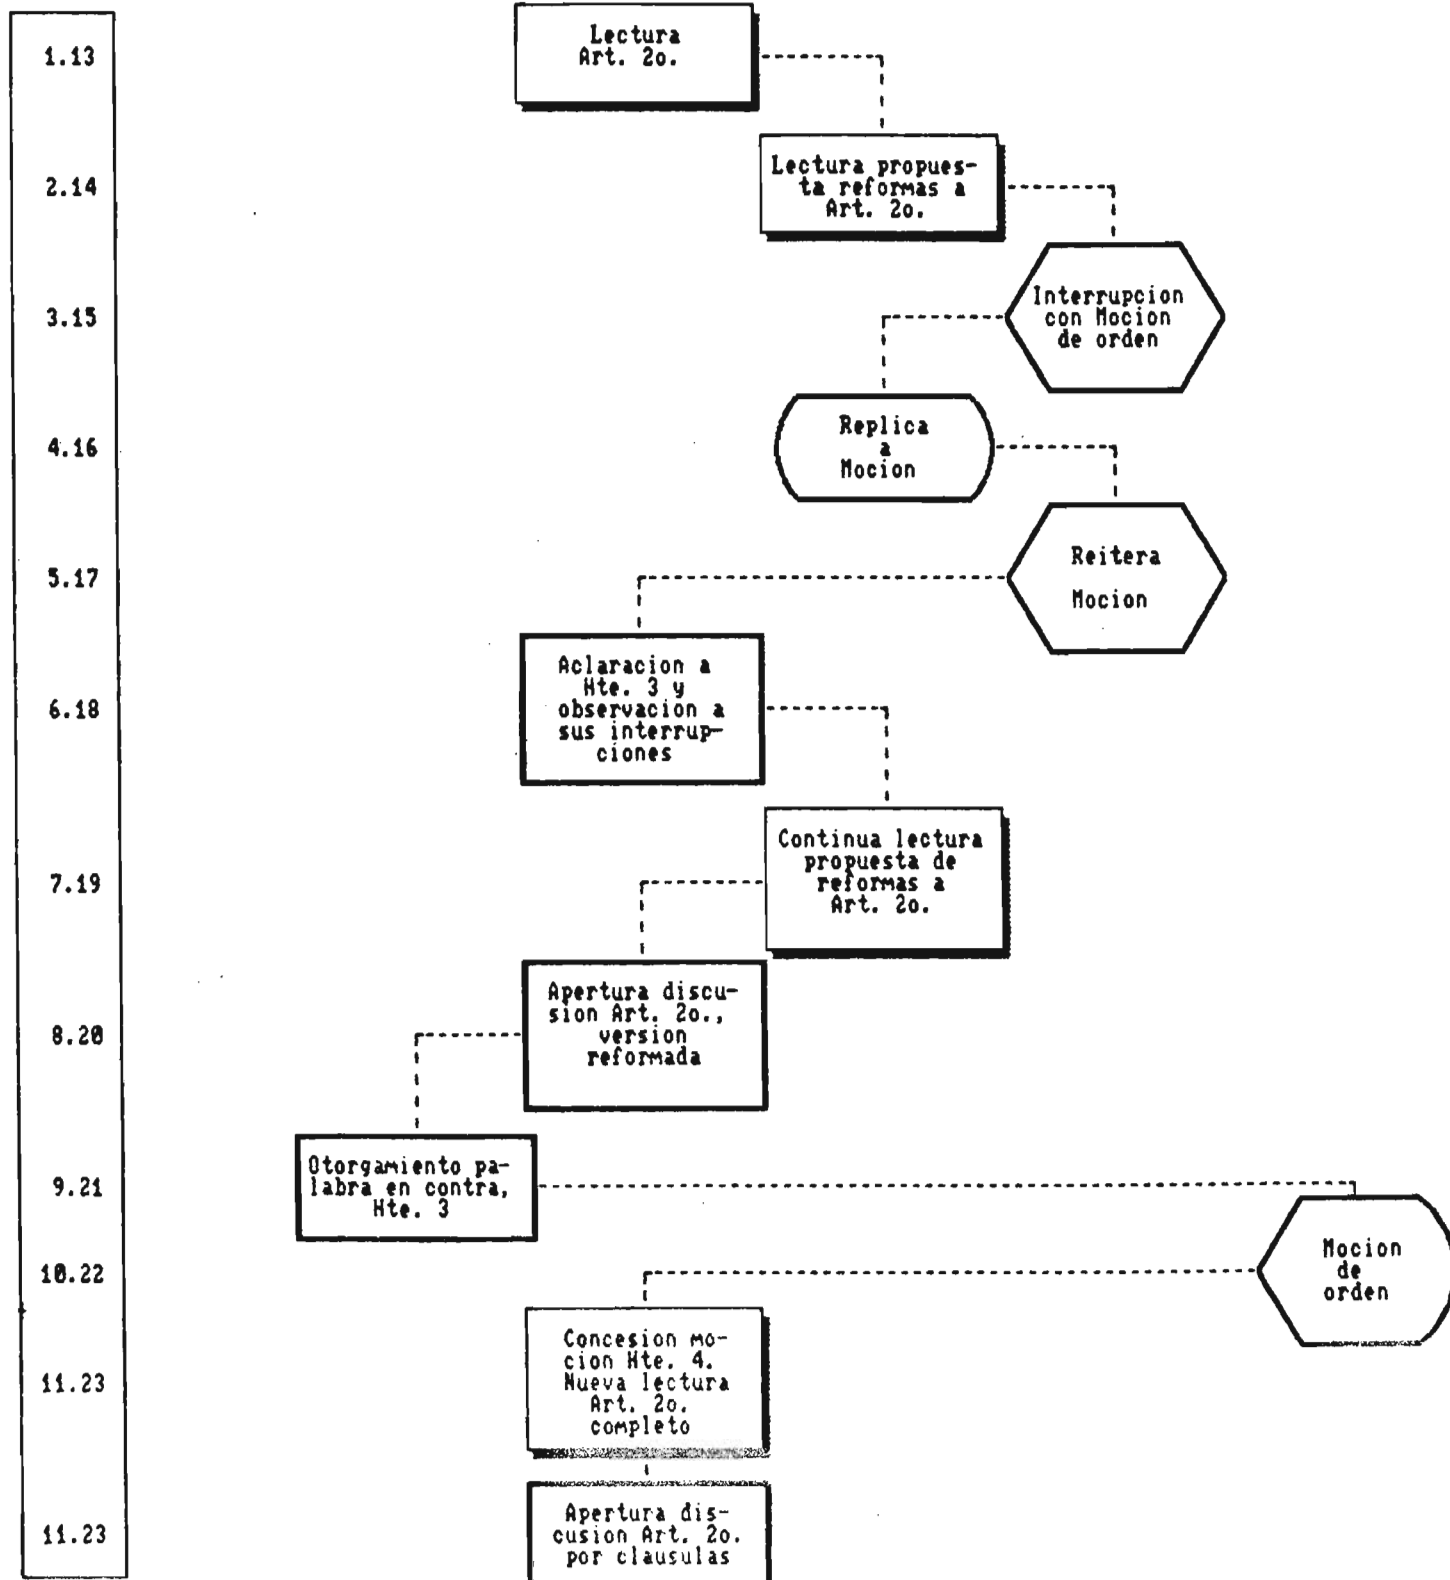 1.13
Lectura
Art. 2o.
2.14
Lectura propues-
ta reformas a
Art. 2o.
3.15
Interrupcion
con Mocion
de orden
4.16
Replica
a
Mocion
5.17
Reitera
Mocion
6.18
Aclaracion a
Hte. 3 y
observacion a
sus interrup-
ciones
7.19
Continua lectura
propuesta de
reformas a
Art. 2o.
8.20
Apertura discu-
sion Art. 2o.,
version
reformada
9.21
Otorgamiento pa-
labra en contra,
Hte. 3
10.22
Mocion
de
orden
11.23
Concesion mo-
cion Hte. 4.
Nueva lectura
Art. 2o.
completo
11.23
Apertura dis-
cusion Art. 2o.
por clausulas